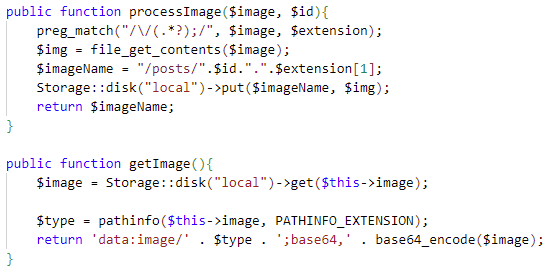 public function processImage($image, $id){
preg_match("/\/(.*?);/", $image, $extension);
$img = file_get_contents($image);
$imageName = "/posts/".$id.".".$extension[1];
Storage::disk("local")->put($imageName, $img);
return $imageName;
}
public function getImage(){
$image = Storage::disk("local")->get($this->image);
$type = pathinfo($this->image, PATHINFO_EXTENSION);
return 'data:image/' . $type . ';base64,' . base64_encode($image);
}